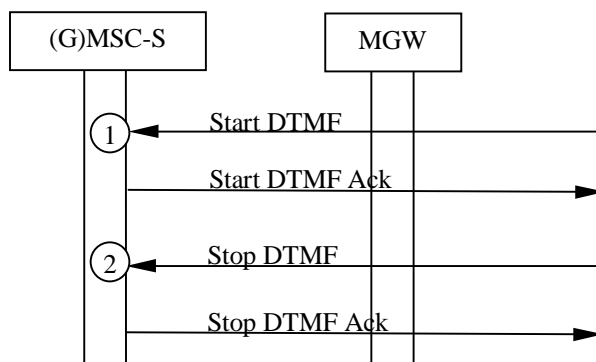 (G)MSC-S
MGW
1
Start DTMF
Start DTMF Ack
2
Stop DTMF
Stop DTMF Ack